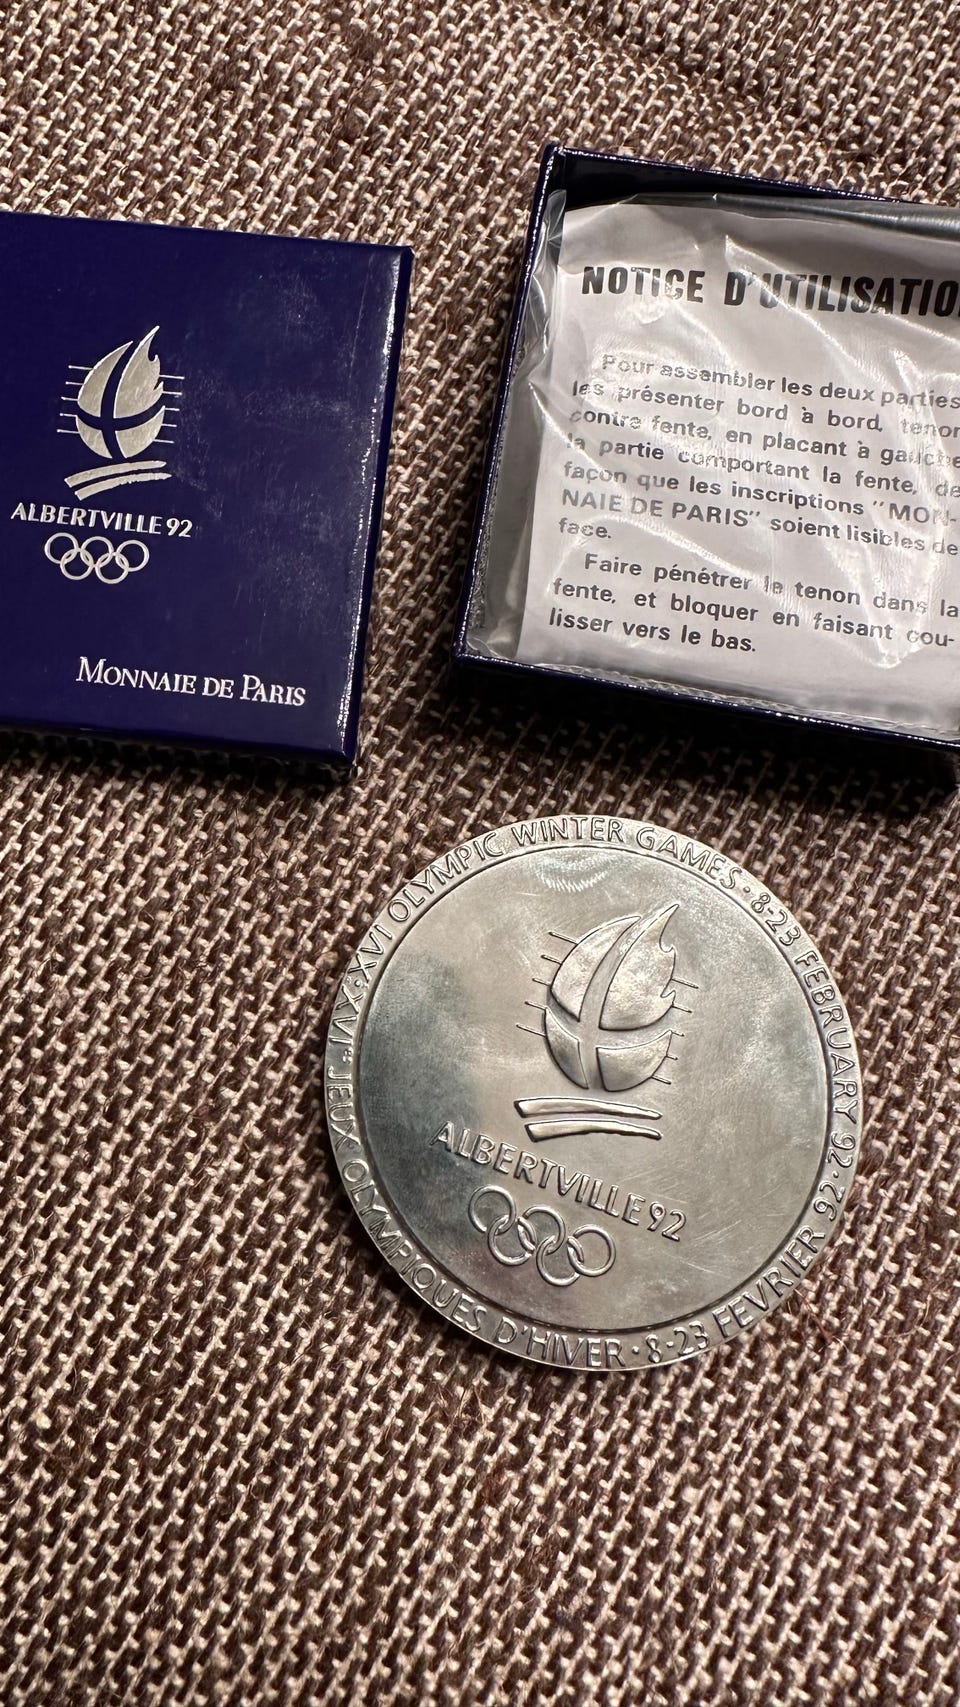 ALBERTVILLE 92
MONNAIE DE PARIS
NOTICE D'UTILISATIO
Pour assembler les deux parties
les présenter bord à bord, tenon
contre fente, en placant à gauche
la partie comportant la fente, de
façon que les inscriptions "MON-
NAIE DE PARIS" soient lisibles de
face.
Faire pénétrer le tenon dans la
fente, et bloquer en faisant cou-
lisser vers le bas.
XVI OLYMPIC WINTER GAMES · 8-23 FEBRUARY 92 ·
XVIes JEUX OLYMPIQUES D'HIVER · 8-23 FEVRIER 92
ALBERTVILLE 92